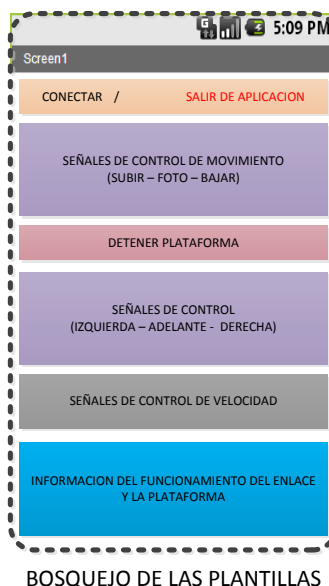 G 5:09 PM
Screen1
CONECTAR / SALIR DE APLICACION
SEÑALES DE CONTROL DE MOVIMIENTO
(SUBIR – FOTO – BAJAR)
DETENER PLATAFORMA
SEÑALES DE CONTROL
(IZQUIERDA – ADELANTE - DERECHA)
SEÑALES DE CONTROL DE VELOCIDAD
INFORMACION DEL FUNCIONAMIENTO DEL ENLACE
Y LA PLATAFORMA
BOSQUEJO DE LAS PLANTILLAS